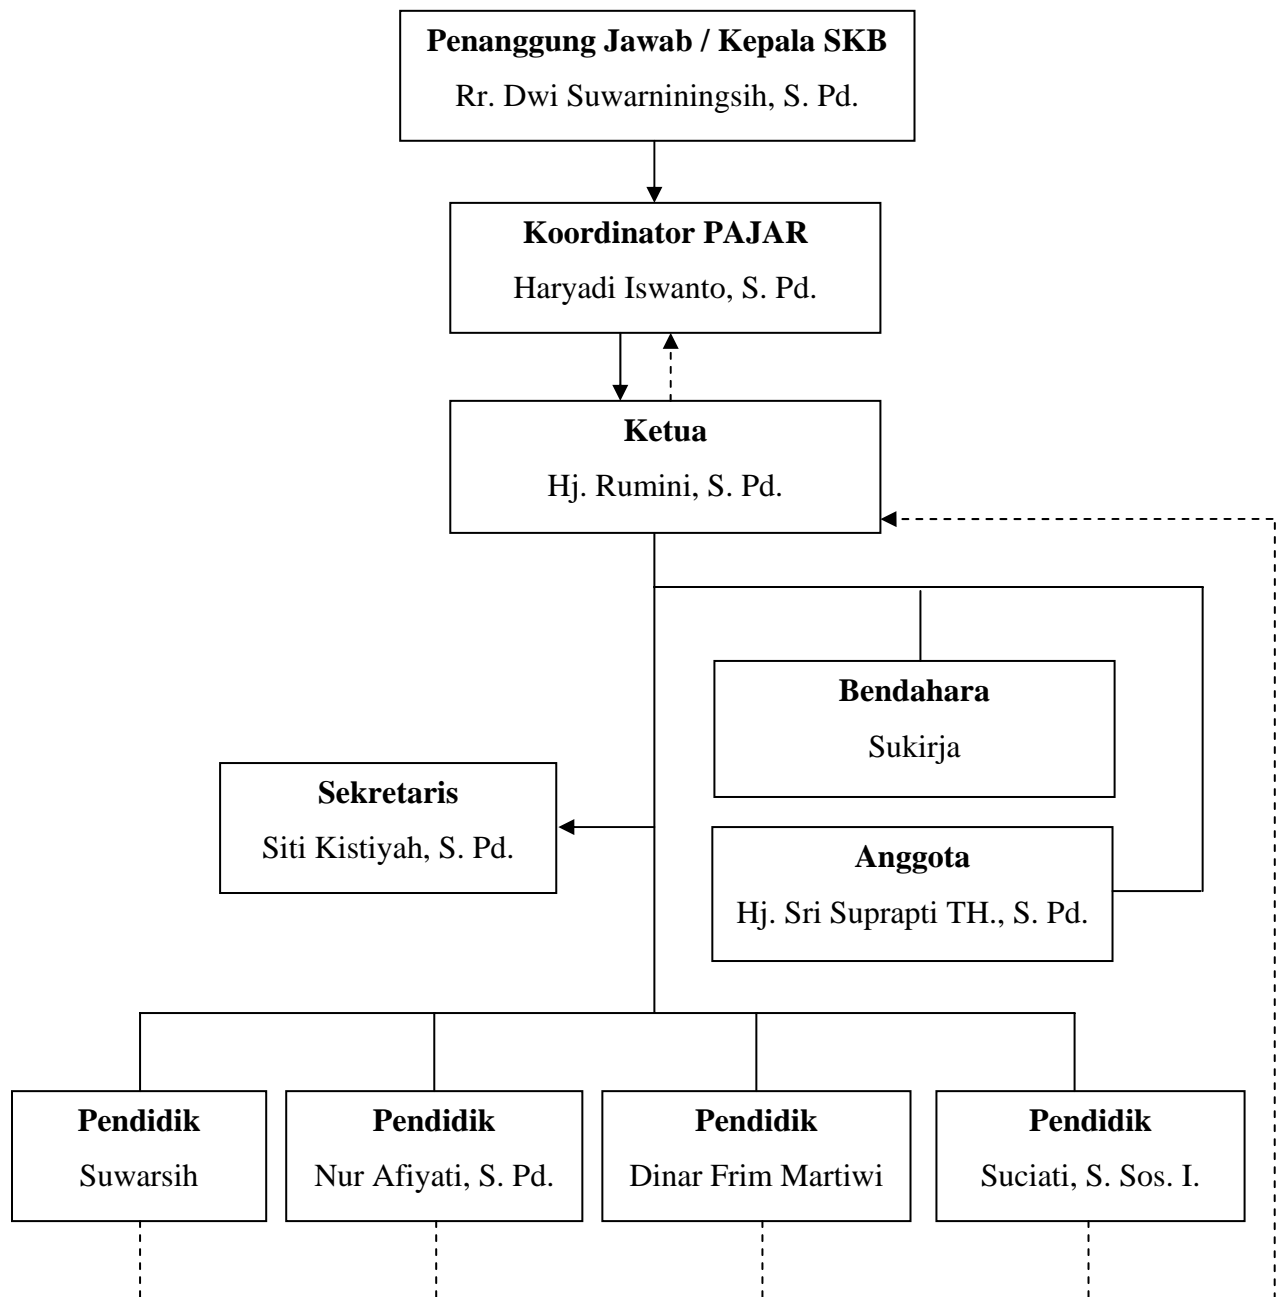 Penanggung Jawab / Kepala SKB
Rr. Dwi Suwarniningsih, S. Pd.
Koordinator PAJAR
Haryadi Iswanto, S. Pd.
Ketua
Hj. Rumini, S. Pd.
Bendahara
Sukirja
Sekretaris
Siti Kistiyah, S. Pd.
Anggota
Hj. Sri Suprapti TH., S. Pd.
Pendidik
Suwarsih
Pendidik
Nur Afiyati, S. Pd.
Pendidik
Dinar Frim Martiwi
Pendidik
Suciati, S. Sos. I.